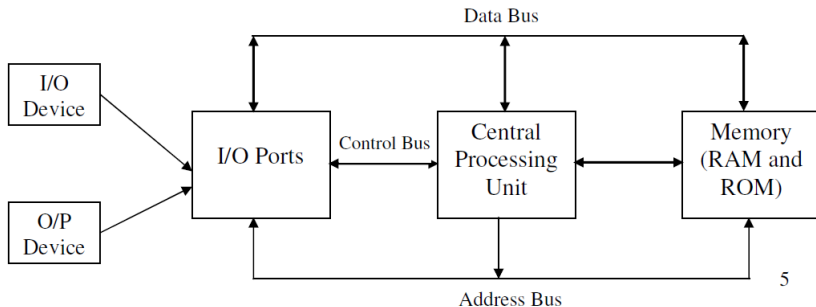 Data Bus
I/O
Device
I/O Ports
Control Bus
Central
Processing
Unit
Memory
(RAM and
ROM)
O/P
Device
5
Address Bus